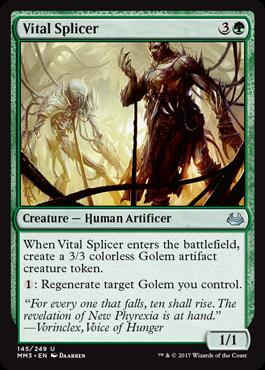 Vital Splicer 3
Creature — Human Artificer
When Vital Splicer enters the battlefield,
create a 3/3 colorless Golem artifact
creature token.
1: Regenerate target Golem you control.
“For every one that falls, ten shall rise. The
revelation of New Phyrexia is at hand.”
—Vorinclex, Voice of Hunger
1/1
145/249 U
MM3 • EN DAARKEN
™ & © 2017 Wizards of the Coast